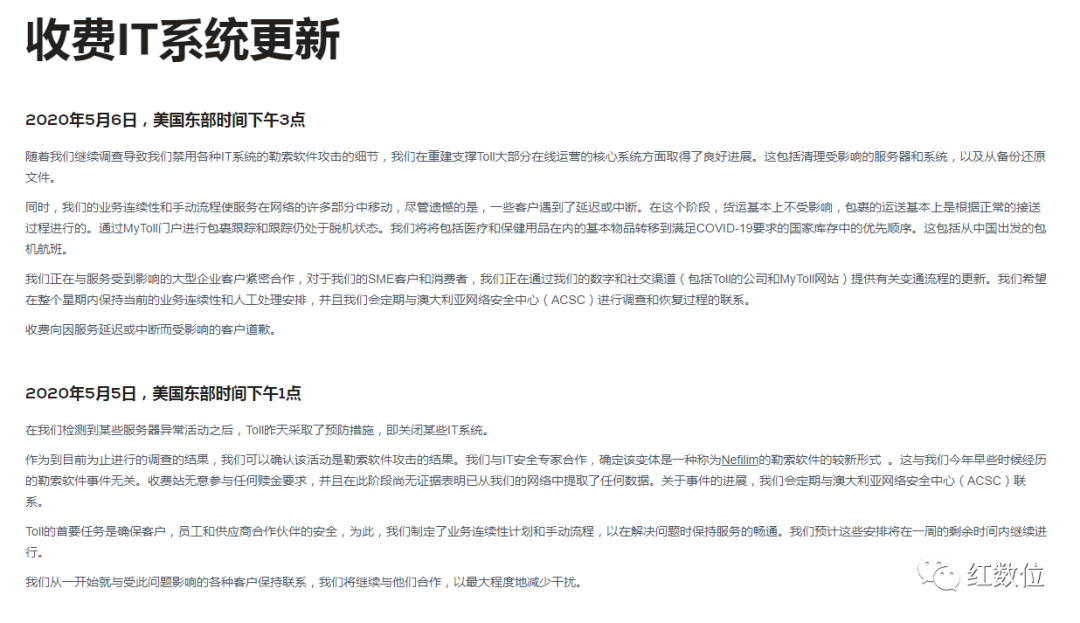 收费IT系统更新
2020年5月6日，美国东部时间下午3点
随着我们继续调查导致我们禁用各种IT系统的勒索软件攻击的细节，我们在重建支撑Toll大部分在线运营的核心系统方面取得了良好进展。这包括清理受影响的服务器和系统，以及从备份还原
文件。
同时，我们的业务连续性和手动流程使服务在网络的许多部分中移动，尽管遗憾的是，一些客户遇到了延迟或中断。在这个阶段，货运基本上不受影响，包裹的运送基本上是根据正常的接送
过程进行的。通过MyToll门户进行包裹跟踪和跟踪仍处于脱机状态。我们将将包括医疗和保健用品在内的基本物品转移到满足COVID-19要求的国家库存中的优先顺序。这包括从中国出发的包
机航班。
我们正在与服务受到影响的大型企业客户紧密合作，对于我们的SME客户和消费者，我们正在通过我们的数字和社交渠道（包括Toll的公司和MyToll网站）提供有关变通流程的更新。我们希望
在整个星期内保持当前的业务连续性和人工处理安排，并且我们会定期与澳大利亚网络安全中心（ACSC）进行调查和恢复过程的联系。
收费向因服务延迟或中断而受影响的客户道歉。
2020年5月5日，美国东部时间下午1点
在我们检测到某些服务器异常活动之后，Toll昨天采取了预防措施，即关闭某些IT系统。
作为到目前为止进行的调查的结果，我们可以确认该活动是勒索软件攻击的结果。我们与IT安全专家合作，确定该变体是一种称为Nefilim的勒索软件的较新形式 。这与我们今年早些时候经历
的勒索软件事件无关。收费站无意参与任何赎金要求，并且在此阶段尚无证据表明已从我们的网络中提取了任何数据。关于事件的进展，我们会定期与澳大利亚网络安全中心（ACSC）联
系。
Toll的首要任务是确保客户，员工和供应商合作伙伴的安全，为此，我们制定了业务连续性计划和手动流程，以在解决问题时保持服务的畅通。我们预计这些安排将在一周的剩余时间内继续进
行。
我们从一开始就与受此问题影响的各种客户保持联系，我们将继续与他们合作，以最大程度地减少干扰。
红数位